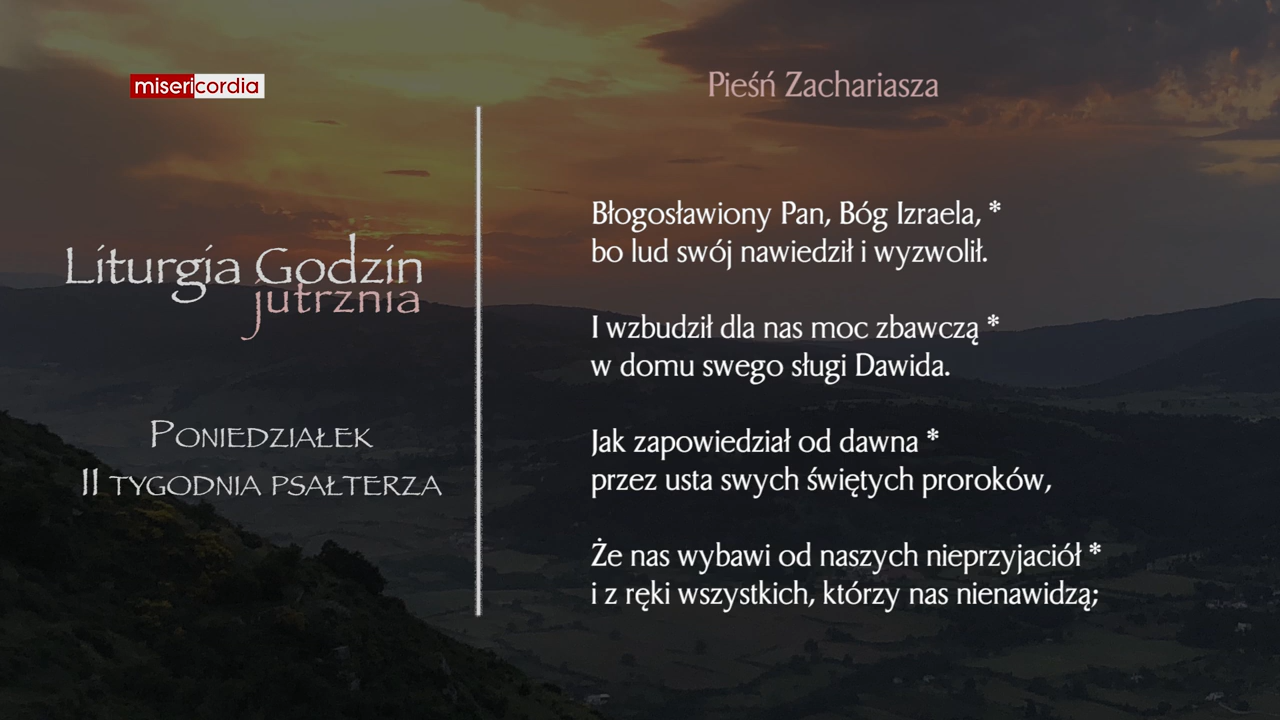 misericordia
Liturgia Godzin
jutrznia
Poniedziałek
II tygodnia psałterza
Pieśń Zachariasza
Błogosławiony Pan, Bóg Izraela, *
bo lud swój nawiedził i wyzwolił.
I wzbudził dla nas moc zbawczą *
w domu swego sługi Dawida.
Jak zapowiedział od dawna *
przez usta swych świętych proroków,
Że nas wybawi od naszych nieprzyjaciół *
i z ręki wszystkich, którzy nas nienawidzą;